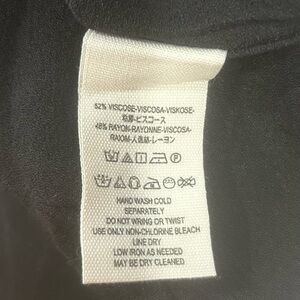 52% VISCOSE-VISCOSA-VISKOSE-
粘膠-ビスコース
48% RAYON-RAYONNE-VISCOSA-
RAXIOM-人造絲-レーヨン
HAND WASH COLD
SEPARATELY
DO NOT WRING OR TWIST
USE ONLY NON-CHLORINE BLEACH
LINE DRY
LOW IRON AS NEEDED
MAY BE DRY CLEANED